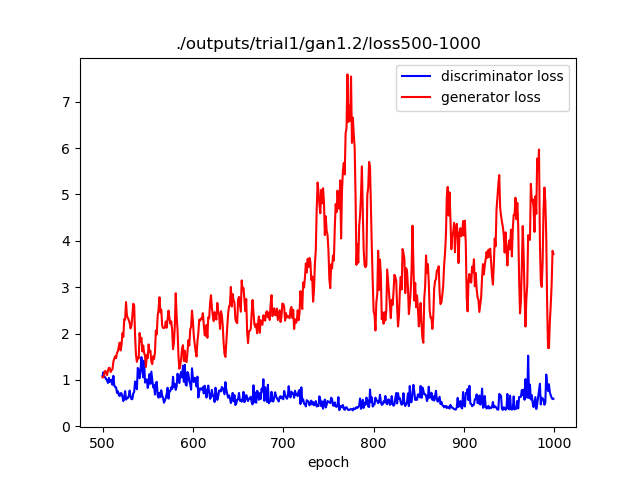 ./outputs/trial1/gan1.2/loss500-1000
discriminator loss
generator loss
7
6
5
4
3
2
1
0
500 600 700 800 900 1000
epoch